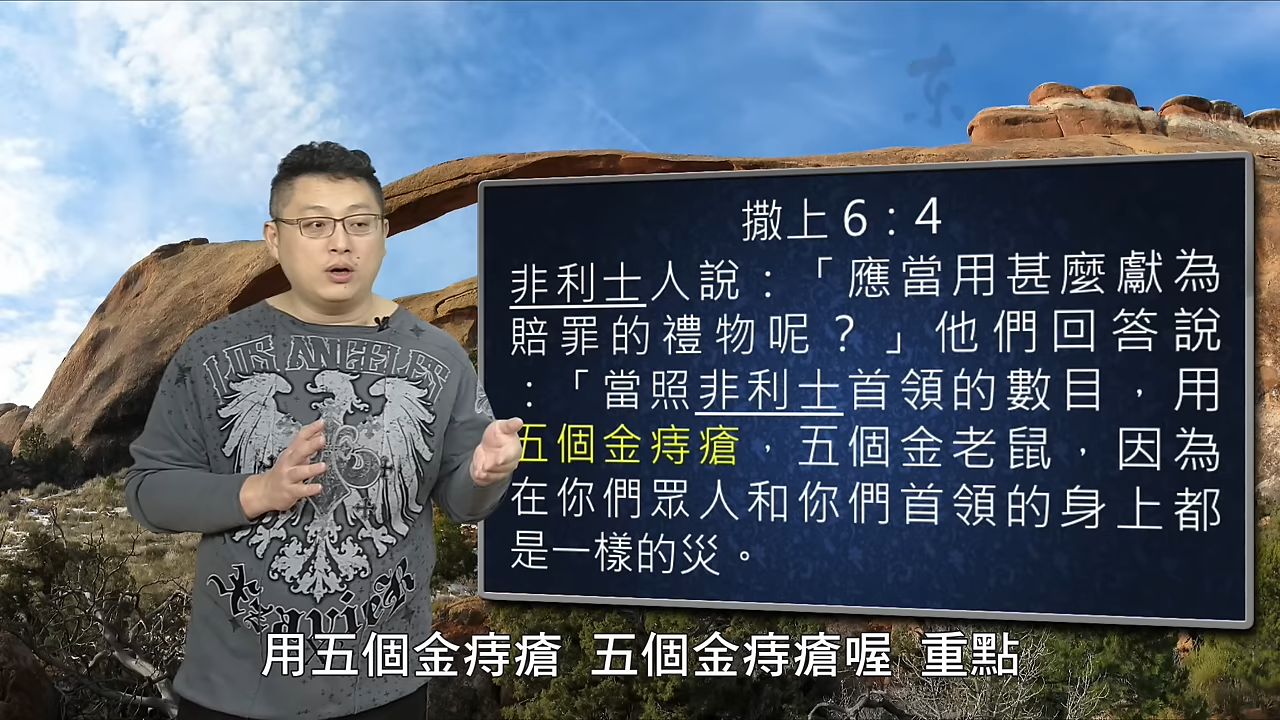 撒上6：4
非利士人說：「應當用甚麼獻為
賠罪的禮物呢？」他們回答說
：「當照非利士首領的數目，用
五個金痔瘡，五個金老鼠，因為
在你們眾人和你們首領的身上都
是一樣的災。
LOS ANGELES
Xavier
用五個金痔瘡 五個金痔瘡喔 重點